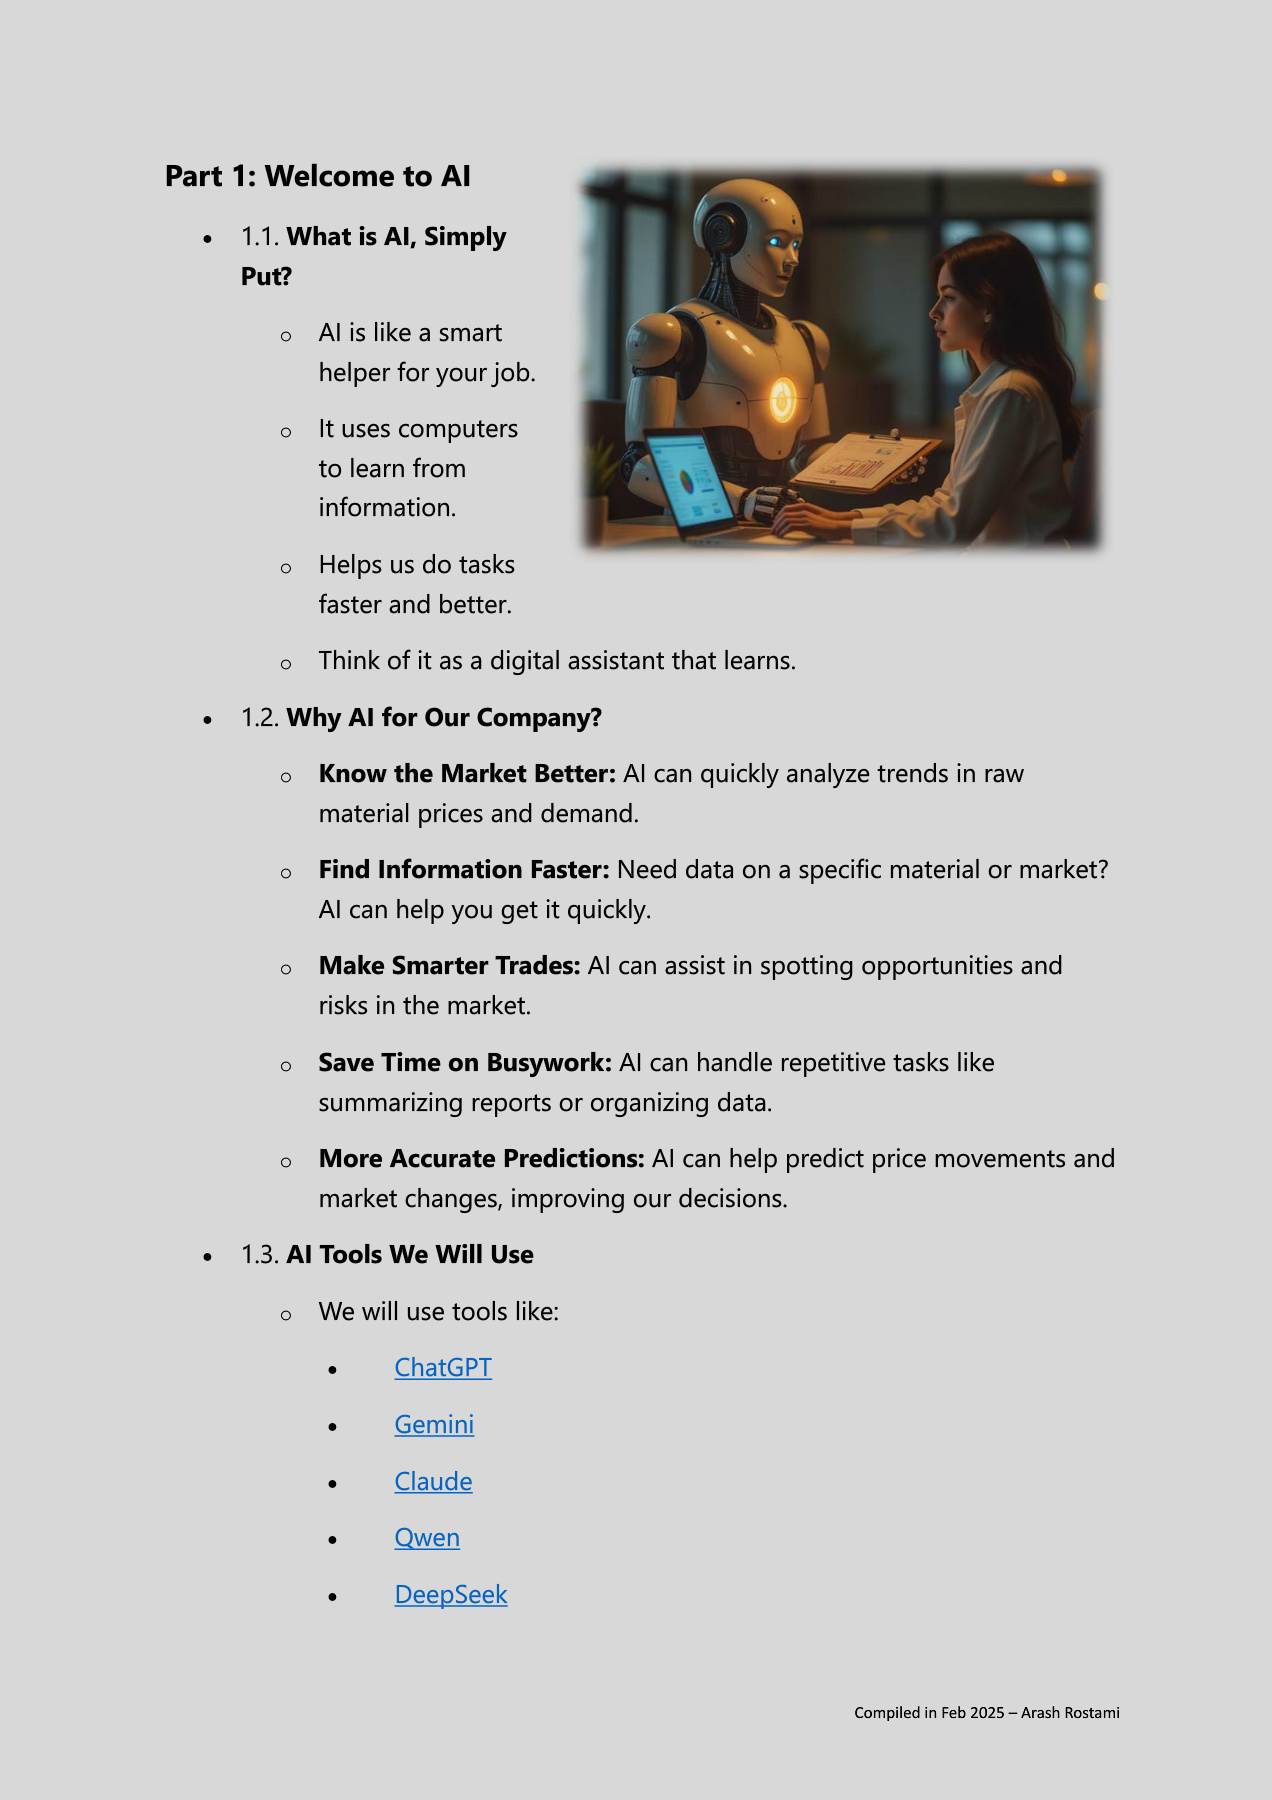 Part 1: Welcome to AI
• 1.1. What is AI, Simply
Put?
o AI is like a smart
helper for your job.
o It uses computers
to learn from
information.
o Helps us do tasks
faster and better.
o Think of it as a digital assistant that learns.
• 1.2. Why AI for Our Company?
o Know the Market Better: AI can quickly analyze trends in raw
material prices and demand.
o Find Information Faster: Need data on a specific material or market?
AI can help you get it quickly.
o Make Smarter Trades: AI can assist in spotting opportunities and
risks in the market.
o Save Time on Busywork: AI can handle repetitive tasks like
summarizing reports or organizing data.
o More Accurate Predictions: AI can help predict price movements and
market changes, improving our decisions.
• 1.3. AI Tools We Will Use
o We will use tools like:
• ChatGPT
• Gemini
• Claude
• Qwen
• DeepSeek
Compiled in Feb 2025 – Arash Rostami